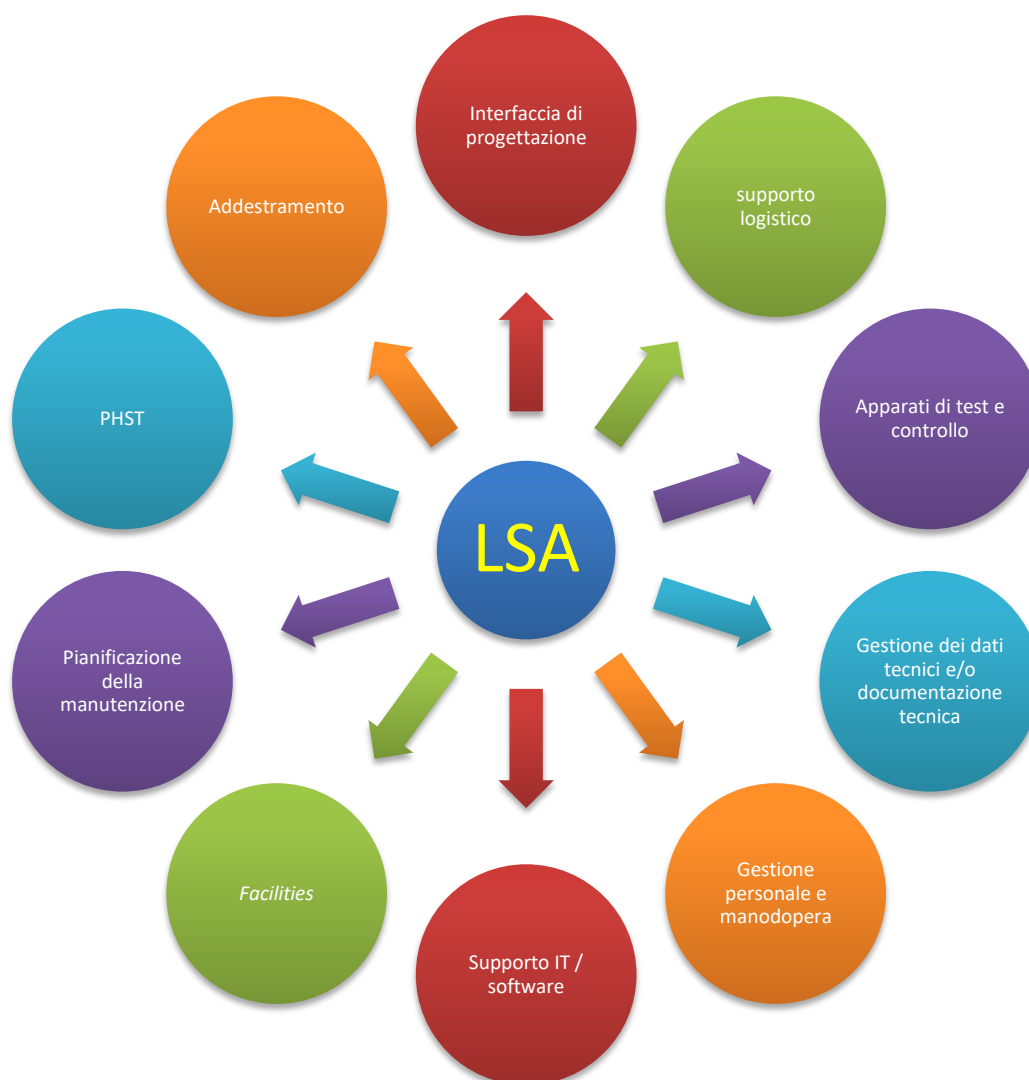 Interfaccia di
progettazione
supporto
logistico
Apparati di test e
controllo
Gestione dei dati
tecnici e/o
documentazione
tecnica
Gestione
personale e
manodopera
Supporto IT /
software
Facilities
Pianificazione
della
manutenzione
PHST
Addestramento
LSA